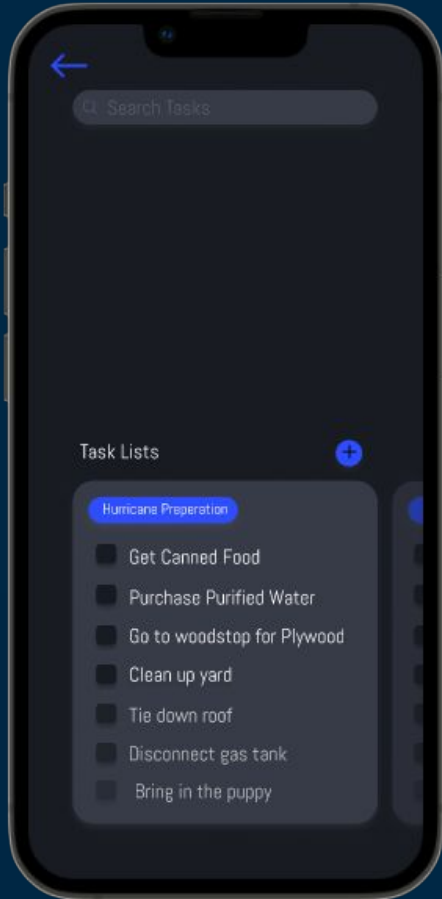 Search Tasks
Task Lists
Hurricane Preperation
Get Canned Food
Purchase Purified Water
Go to woodstop for Plywood
Clean up yard
Tie down roof
Disconnect gas tank
Bring in the puppy